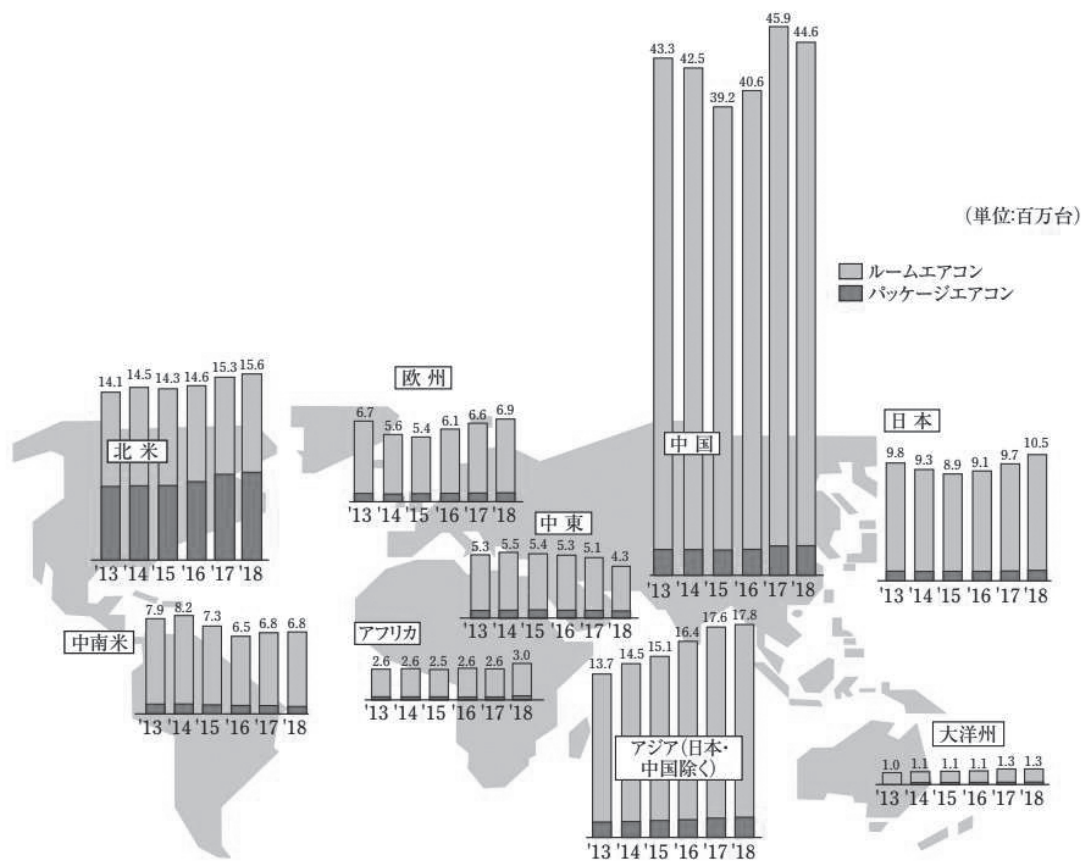 (単位:百万台)
ルームエアコン
パッケージエアコン
北米
14.1 14.5 14.3 14.6 15.3 15.6
'13 '14 '15 '16 '17 '18
欧州
6.7 5.6 5.4 6.1 6.6 6.9
'13 '14 '15 '16 '17 '18
中国
43.3 42.5 39.2 40.6 45.9 44.6
'13 '14 '15 '16 '17 '18
日本
9.8 9.3 8.9 9.1 9.7 10.5
'13 '14 '15 '16 '17 '18
中東
5.3 5.5 5.4 5.3 5.1 4.3
'13 '14 '15 '16 '17 '18
中南米
7.9 8.2 7.3 6.5 6.8 6.8
'13 '14 '15 '16 '17 '18
アフリカ
2.6 2.6 2.5 2.6 2.6 3.0
'13 '14 '15 '16 '17 '18
アジア(日本・
中国除く)
13.7 14.5 15.1 16.4 17.6 17.8
'13 '14 '15 '16 '17 '18
大洋州
1.0 1.1 1.1 1.1 1.3 1.3
'13 '14 '15 '16 '17 '18